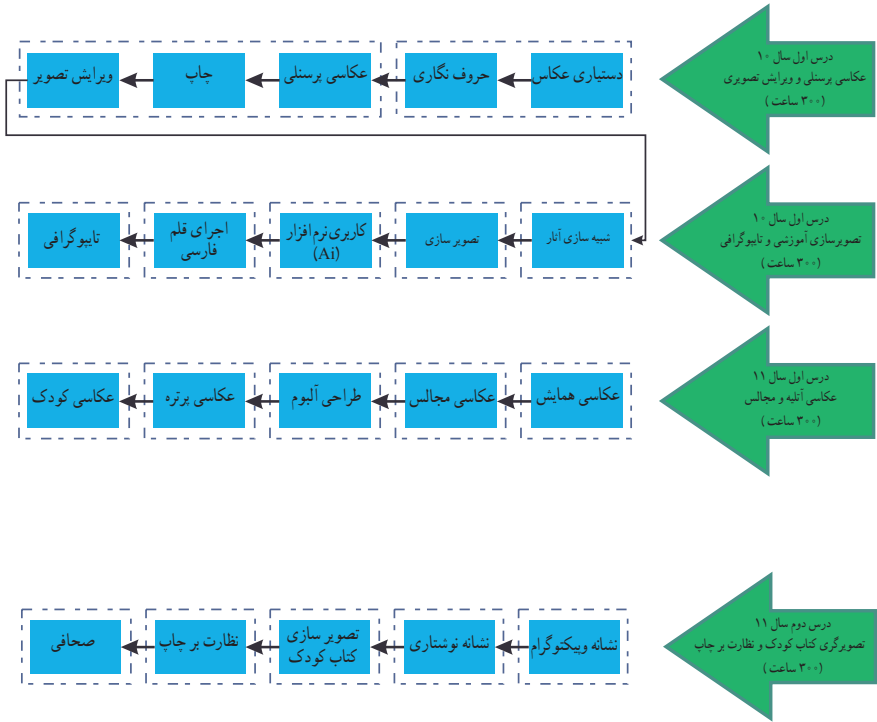 درس اول سال ۱۰
عکاسی پرسنلی و ویرایش تصویری
(۳۰۰ ساعت)
دستیاری عکاس
حروف نگاری
عکاسی پرسنلی
چاپ
ویرایش تصویر
درس اول سال ۱۰
تصویرسازی آموزشی و تایپوگرافی
(۳۰۰ ساعت)
شبیه سازی آثار
تصویر سازی
کاربری نرم افزار
(Ai)
اجرای قلم
فارسی
تایپوگرافی
درس اول سال ۱۱
عکاسی آتلیه و مجالس
(۳۰۰ ساعت)
عکاسی همایش
عکاسی مجالس
طراحی آلبوم
عکاسی پرتره
عکاسی کودک
درس دوم سال ۱۱
تصویرگری کتاب کودک و نظارت بر چاپ
(۳۰۰ ساعت)
نشانه وپیکتوگرام
نشانه نوشتاری
تصویر سازی
کتاب کودک
نظارت بر چاپ
صحافی